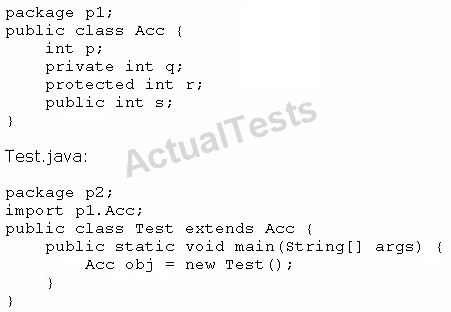 package p1;
public class Acc {
    int p;
    private int q;
    protected int r;
    public int s;
}
ActualTests
Test.java:
package p2;
import p1.Acc;
public class Test extends Acc {
    public static void main(String[] args) {
        Acc obj = new Test();
    }
}